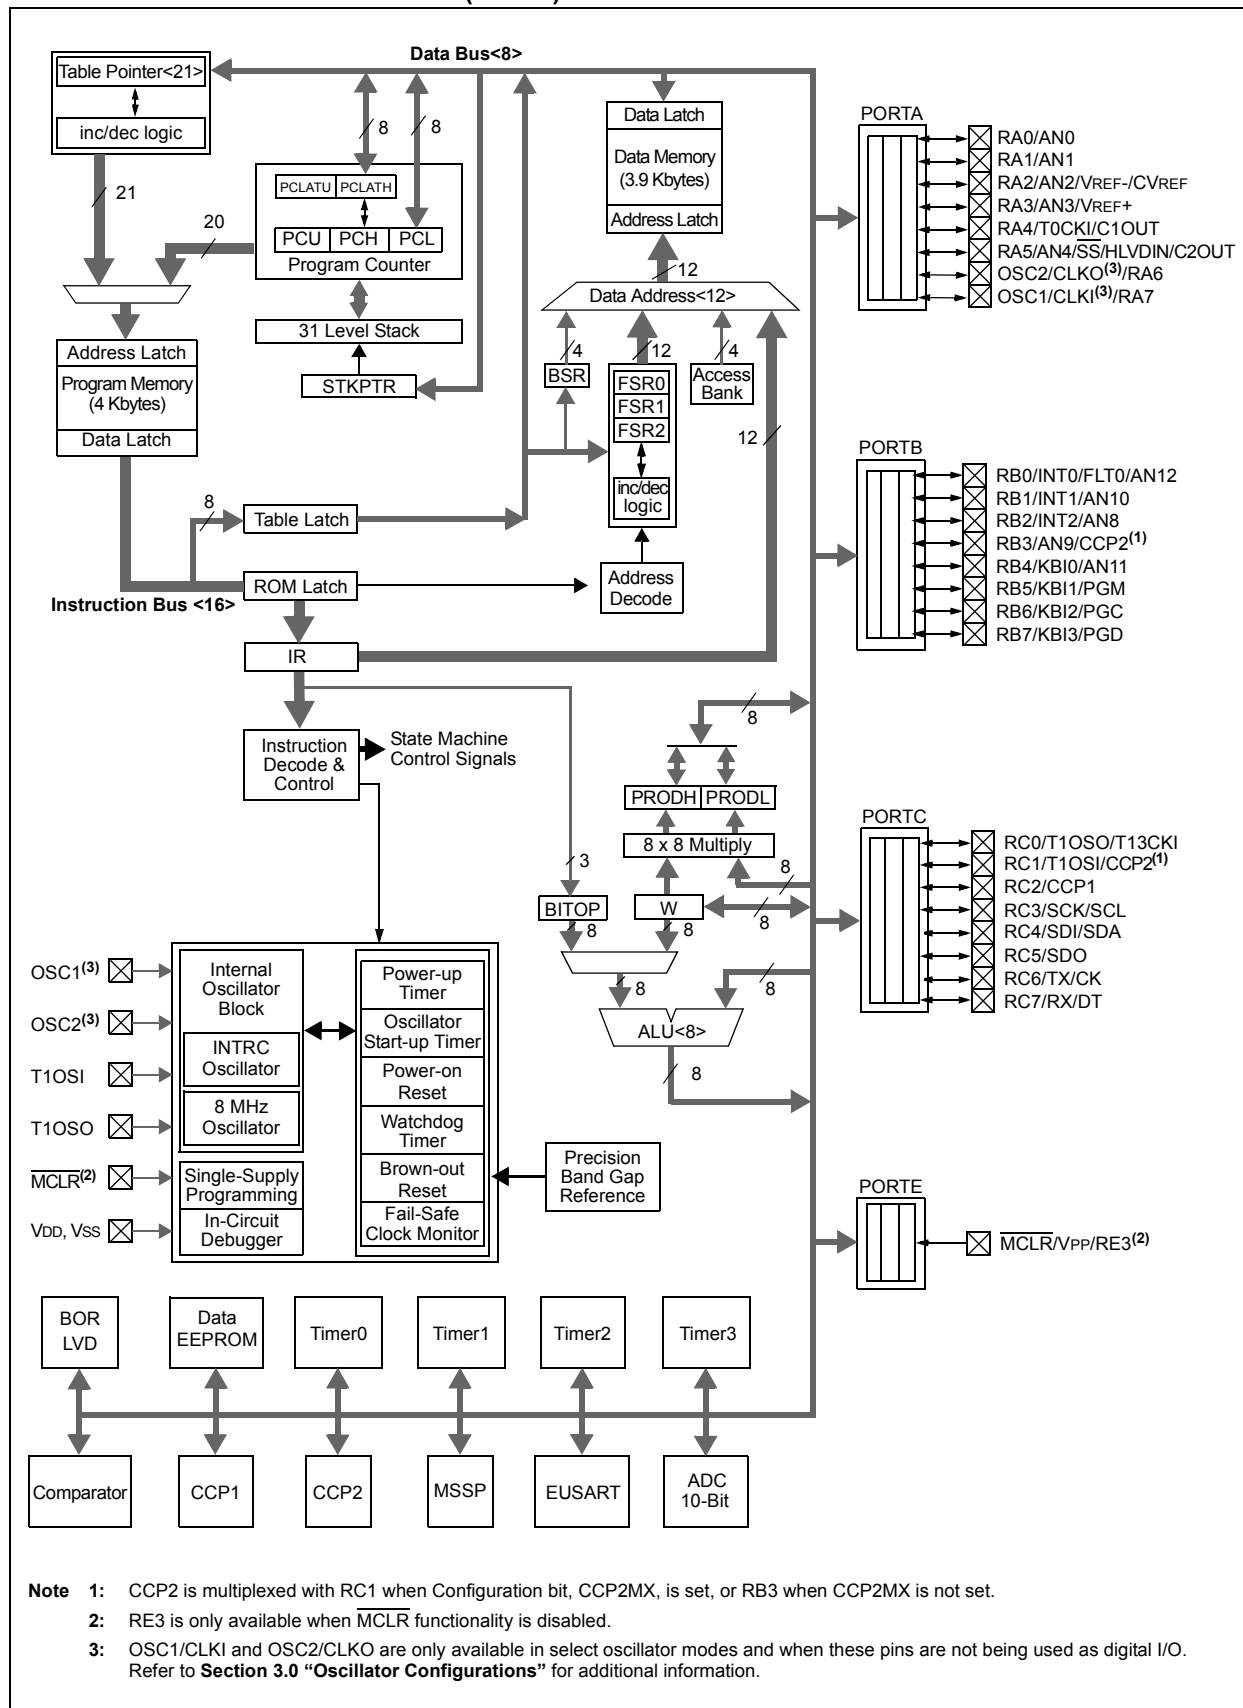 Data Bus<8>
Table Pointer<21>
inc/dec logic
21
20
8
8
PCLATU PCLATH
PCU PCH PCL
Program Counter
31 Level Stack
STKPTR
Data Latch
Data Memory
(3.9 Kbytes)
Address Latch
12
Data Address<12>
4
12
4
BSR
FSR0
FSR1
FSR2
inc/dec
logic
Access
Bank
12
Address Latch
Program Memory
(4 Kbytes)
Data Latch
8
Table Latch
ROM Latch
Instruction Bus <16>
Address
Decode
IR
Instruction
Decode &
Control
State Machine
Control Signals
8
PRODH PRODL
8 x 8 Multiply
3
8
BITOP
W
8
8
8
8
8
ALU<8>
8
OSC1(3)
OSC2(3)
T1OSI
T1OSO
MCLR(2)
VDD, VSS
Internal
Oscillator
Block
INTRC
Oscillator
8 MHz
Oscillator
Single-Supply
Programming
In-Circuit
Debugger
Power-up
Timer
Oscillator
Start-up Timer
Power-on
Reset
Watchdog
Timer
Brown-out
Reset
Fail-Safe
Clock Monitor
Precision
Band Gap
Reference
PORTA
RA0/AN0
RA1/AN1
RA2/AN2/VREF-/CVREF
RA3/AN3/VREF+
RA4/T0CKI/C1OUT
RA5/AN4/SS/HLVDIN/C2OUT
OSC2/CLKO(3)/RA6
OSC1/CLKI(3)/RA7
PORTB
RB0/INT0/FLT0/AN12
RB1/INT1/AN10
RB2/INT2/AN8
RB3/AN9/CCP2(1)
RB4/KBI0/AN11
RB5/KBI1/PGM
RB6/KBI2/PGC
RB7/KBI3/PGD
PORTC
RC0/T1OSO/T13CKI
RC1/T1OSI/CCP2(1)
RC2/CCP1
RC3/SCK/SCL
RC4/SDI/SDA
RC5/SDO
RC6/TX/CK
RC7/RX/DT
PORTE
MCLR/VPP/RE3(2)
BOR
LVD
Data
EEPROM
Timer0
Timer1
Timer2
Timer3
Comparator
CCP1
CCP2
MSSP
EUSART
ADC
10-Bit
Note 1: CCP2 is multiplexed with RC1 when Configuration bit, CCP2MX, is set, or RB3 when CCP2MX is not set.
2: RE3 is only available when MCLR functionality is disabled.
3: OSC1/CLKI and OSC2/CLKO are only available in select oscillator modes and when these pins are not being used as digital I/O.
Refer to Section 3.0 “Oscillator Configurations” for additional information.